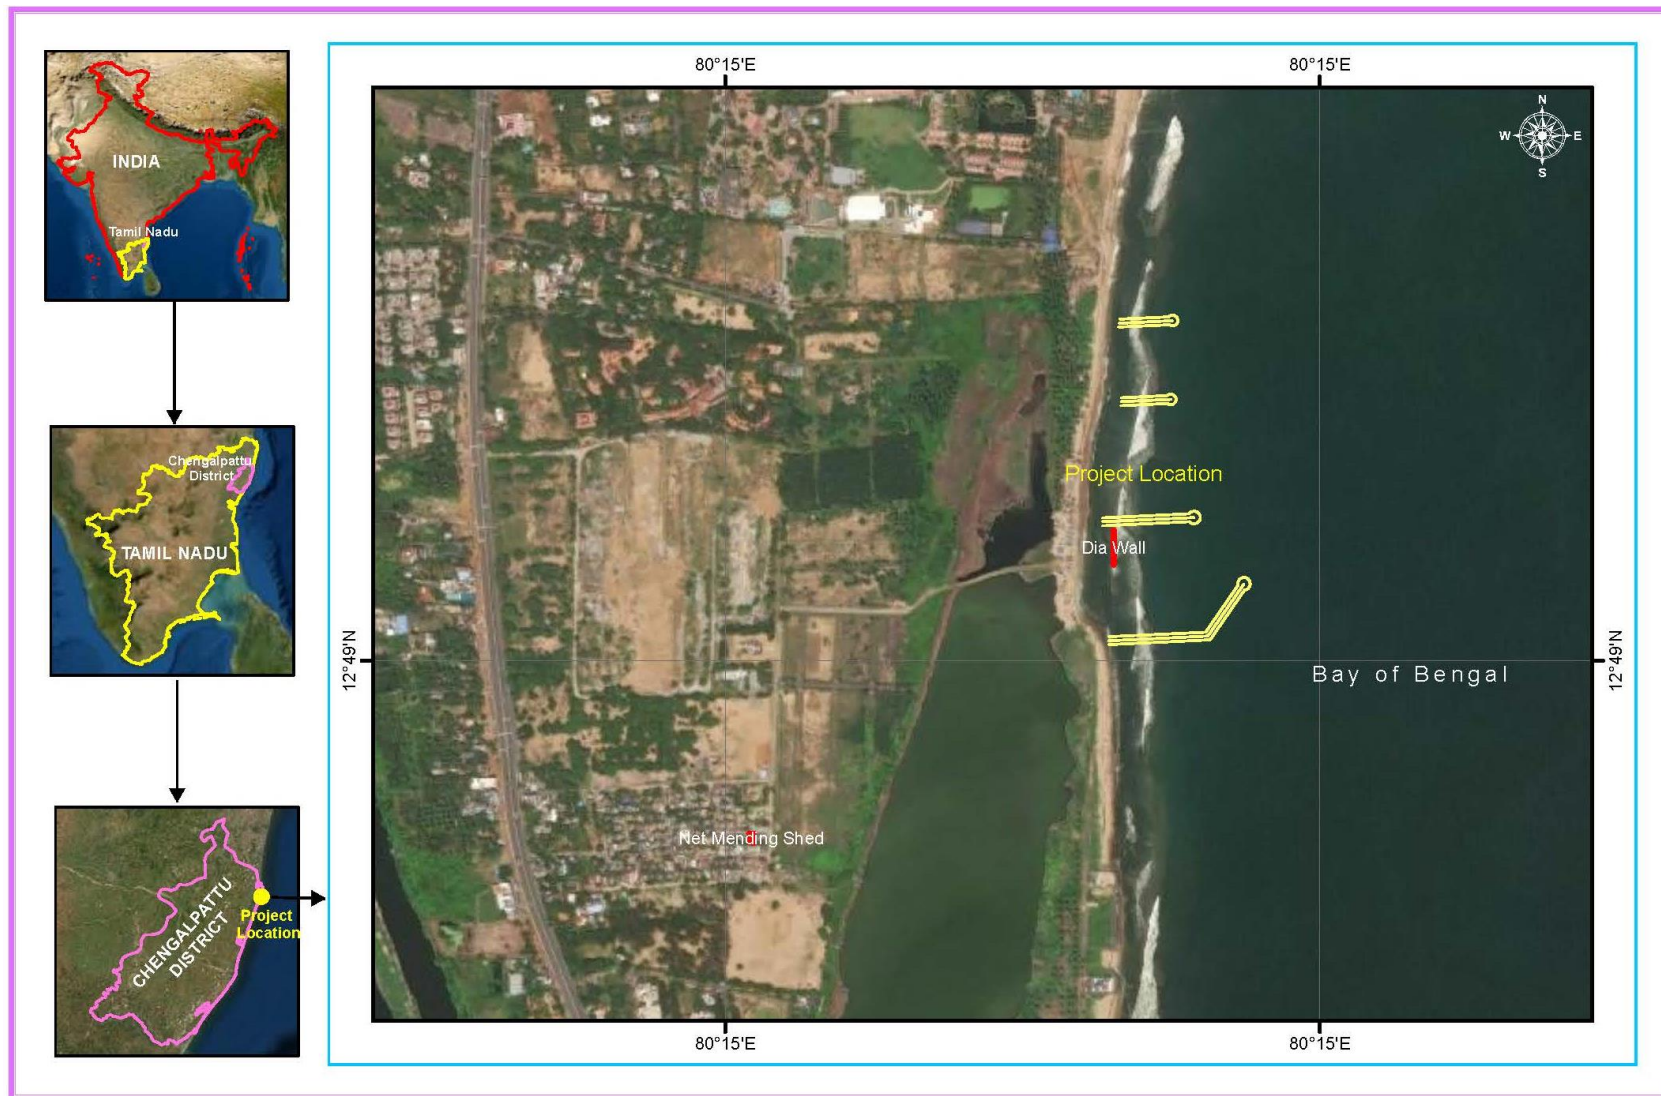 INDIA
Tamil Nadu
Chengalpattu
District
TAMIL NADU
CHENGALPATTU
DISTRICT
Project
Location
80°15'E
80°15'E
N
W
E
S
Project Location
Dia Wall
12°49'N
12°49'N
Bay of Bengal
Net Mending Shed
80°15'E
80°15'E